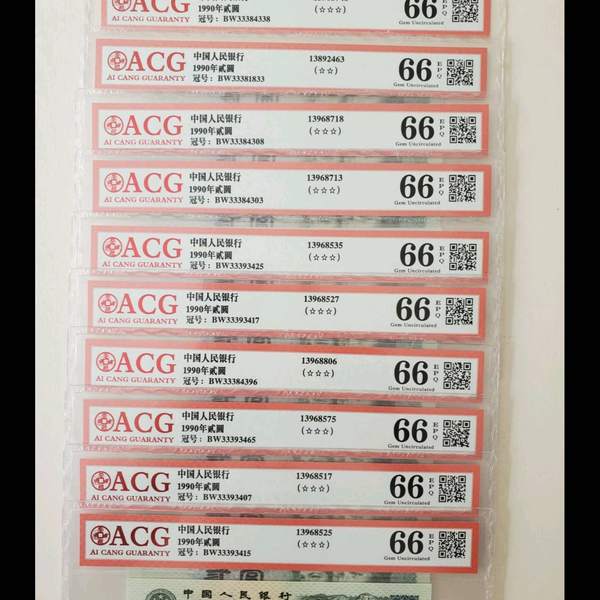 1990年贰圆
冠号：BW33384338
(☆☆☆)
66 EPQ
Gem Uncirculated
AI CANG GUARANTY
ACG
AI CANG GUARANTY
中国人民银行
1990年贰圆
冠号：BW33381833
13892463
(☆☆)
66 EPQ
Gem Uncirculated
ACG
AI CANG GUARANTY
中国人民银行
1990年贰圆
冠号：BW33384308
13968718
(☆☆☆)
66 EPQ
Gem Uncirculated
ACG
AI CANG GUARANTY
中国人民银行
1990年贰圆
冠号：BW33384303
13968713
(☆☆☆)
66 EPQ
Gem Uncirculated
ACG
AI CANG GUARANTY
中国人民银行
1990年贰圆
冠号：BW33393425
13968535
(☆☆☆)
66 EPQ
Gem Uncirculated
ACG
AI CANG GUARANTY
中国人民银行
1990年贰圆
冠号：BW33393417
13968527
(☆☆☆)
66 EPQ
Gem Uncirculated
ACG
AI CANG GUARANTY
中国人民银行
1990年贰圆
冠号：BW33384396
13968806
(☆☆☆)
66 EPQ
Gem Uncirculated
ACG
AI CANG GUARANTY
中国人民银行
1990年贰圆
冠号：BW33393465
13968575
(☆☆☆)
66 EPQ
Gem Uncirculated
ACG
AI CANG GUARANTY
中国人民银行
1990年贰圆
冠号：BW33393407
13968517
(☆☆☆)
66 EPQ
Gem Uncirculated
ACG
AI CANG GUARANTY
中国人民银行
1990年贰圆
冠号：BW33393415
13968525
(☆☆☆)
66 EPQ
Gem Uncirculated
中国人民银行